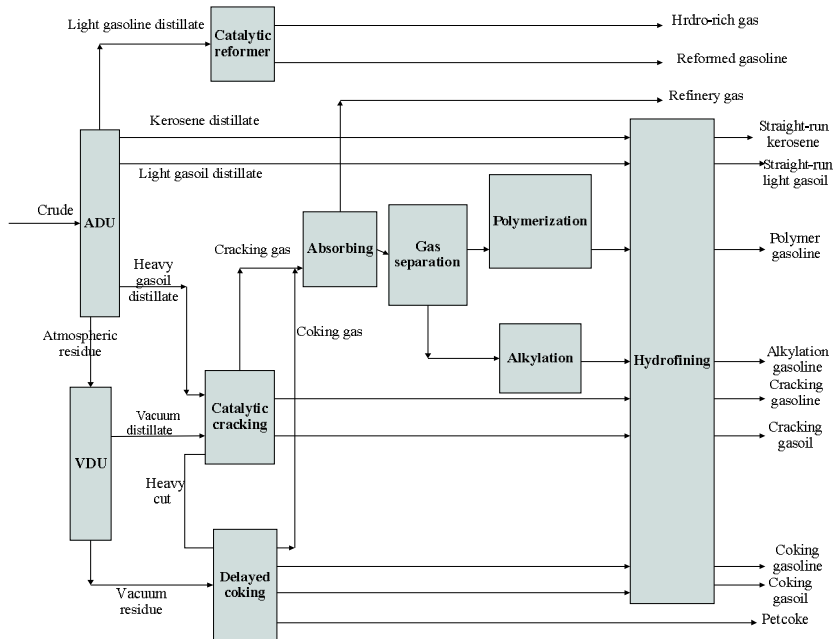 Light gasoline distillate
Catalytic
reformer
Hrdro-rich gas
Reformed gasoline
Refinery gas
Kerosene distillate
Straight-run
kerosene
Light gasoil distillate
Straight-run
light gasoil
Crude
ADU
Absorbing
Gas
separation
Polymerization
Polymer
gasoline
Cracking gas
Heavy
gasoil
distillate
Coking gas
Atmospheric
residue
Alkylation
Hydrofining
Alkylation
gasoline
Catalytic
cracking
Cracking
gasoline
Vacuum
distillate
Cracking
gasoil
VDU
Heavy
cut
Delayed
coking
Coking
gasoline
Coking
gasoil
Vacuum
residue
Petcoke